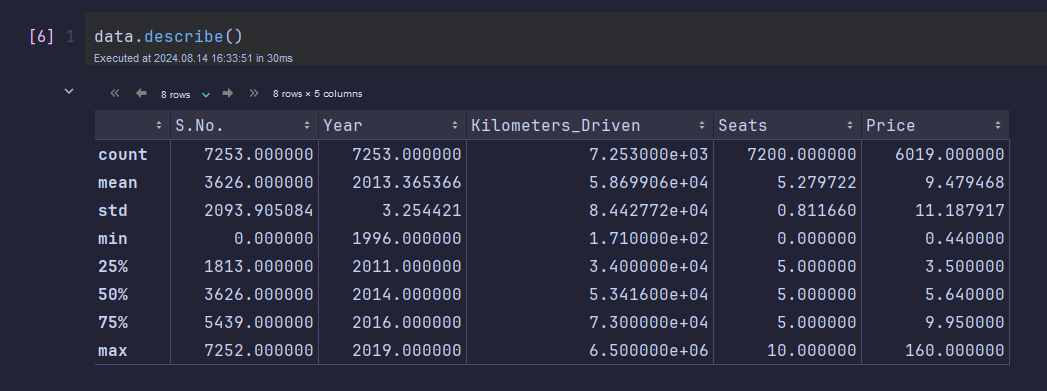 [6] 1 data.describe()
Executed at 2024.08.14 16:33:51 in 30ms
8 rows 8 rows × 5 columns
S.No. Year Kilometers_Driven Seats Price
count 7253.000000 7253.000000 7.253000e+03 7200.000000 6019.000000
mean 3626.000000 2013.365366 5.869906e+04 5.279722 9.479468
std 2093.905084 3.254421 8.442772e+04 0.811660 11.187917
min 0.000000 1996.000000 1.710000e+02 0.000000 0.440000
25% 1813.000000 2011.000000 3.400000e+04 5.000000 3.500000
50% 3626.000000 2014.000000 5.341600e+04 5.000000 5.640000
75% 5439.000000 2016.000000 7.300000e+04 5.000000 9.950000
max 7252.000000 2019.000000 6.500000e+06 10.000000 160.000000